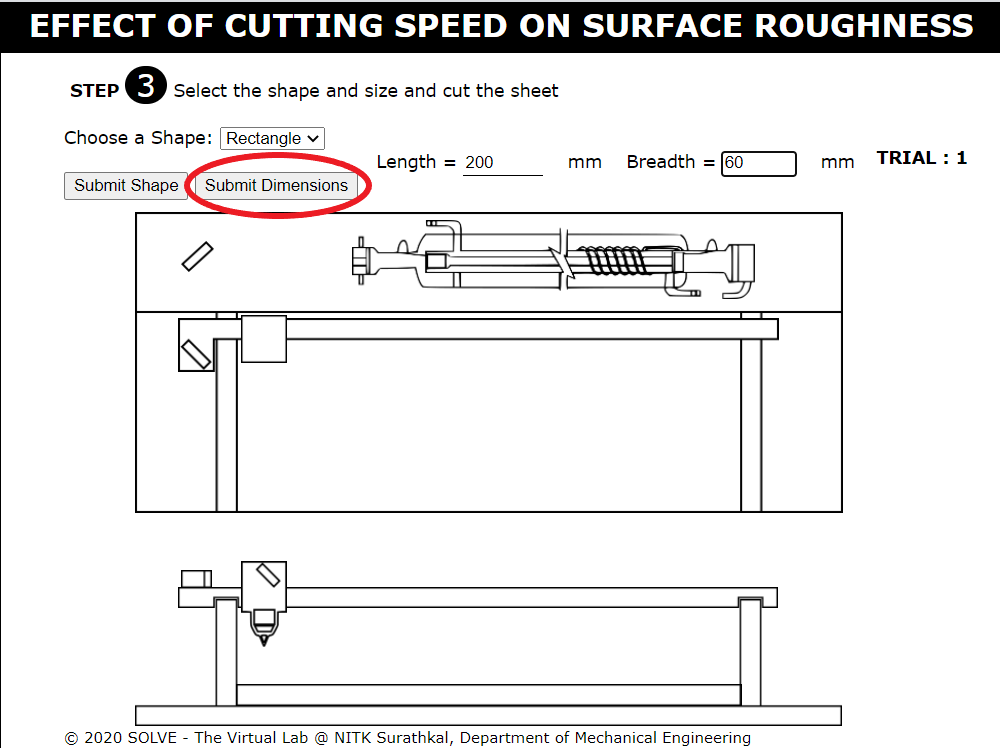 EFFECT OF CUTTING SPEED ON SURFACE ROUGHNESS
STEP 3 Select the shape and size and cut the sheet
Choose a Shape: Rectangle
Length = 200 mm Breadth = 60 mm TRIAL : 1
Submit Shape Submit Dimensions
© 2020 SOLVE - The Virtual Lab @ NITK Surathkal, Department of Mechanical Engineering